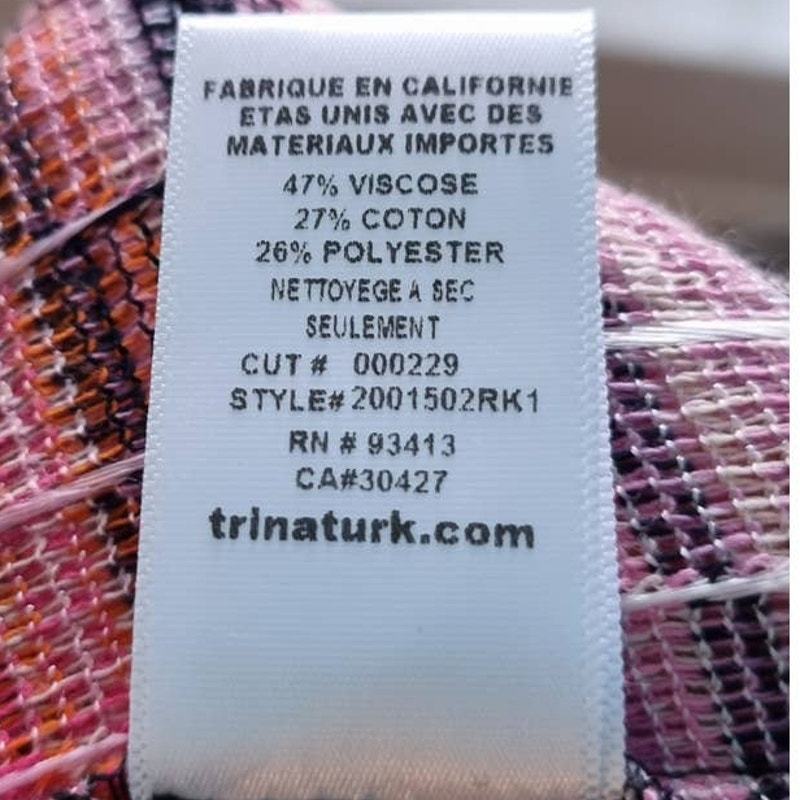 FABRIQUE EN CALIFORNIE
ETAS UNIS AVEC DES
MATERIAUX IMPORTES
47% VISCOSE
27% COTON
26% POLYESTER
NETTOYEGE A SEC
SEULEMENT
CUT # 000229
STYLE# 2001502RK1
RN # 93413
CA#30427
trinaturk.com